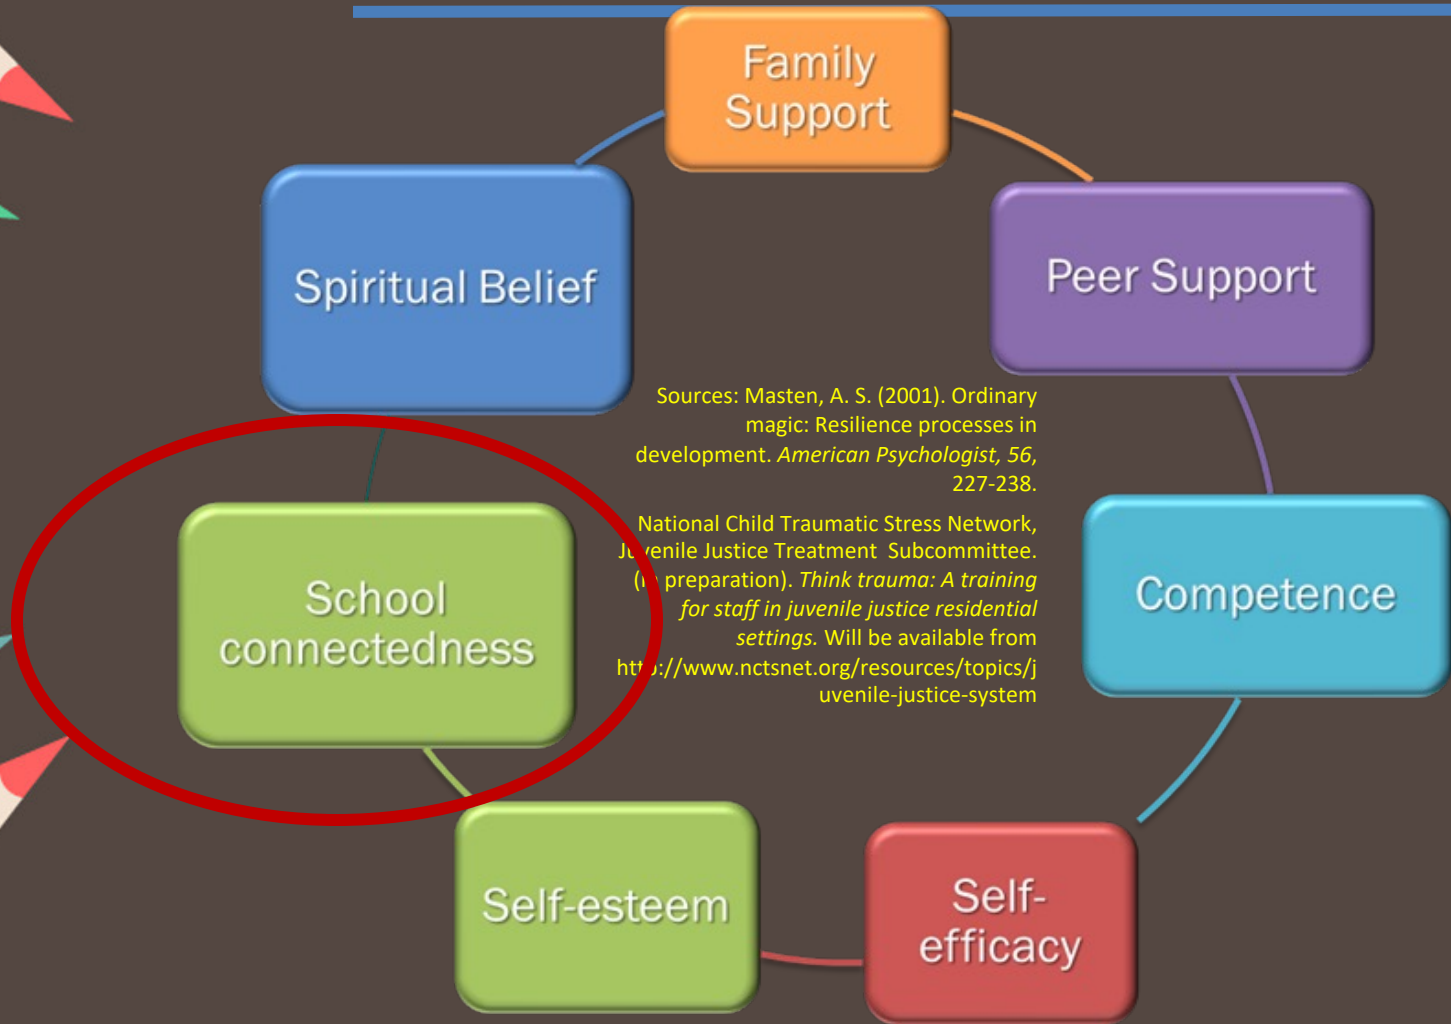 Family
Support
Spiritual Belief
Peer Support
Sources: Masten, A. S. (2001). Ordinary
magic: Resilience processes in
development. American Psychologist, 56,
227-238.
National Child Traumatic Stress Network,
Juvenile Justice Treatment Subcommittee.
(In preparation). Think trauma: A training
for staff in juvenile justice residential
settings. Will be available from
http://www.nctsnet.org/resources/topics/j
uvenile-justice-system
School
connectedness
Competence
Self-esteem
Self-
efficacy